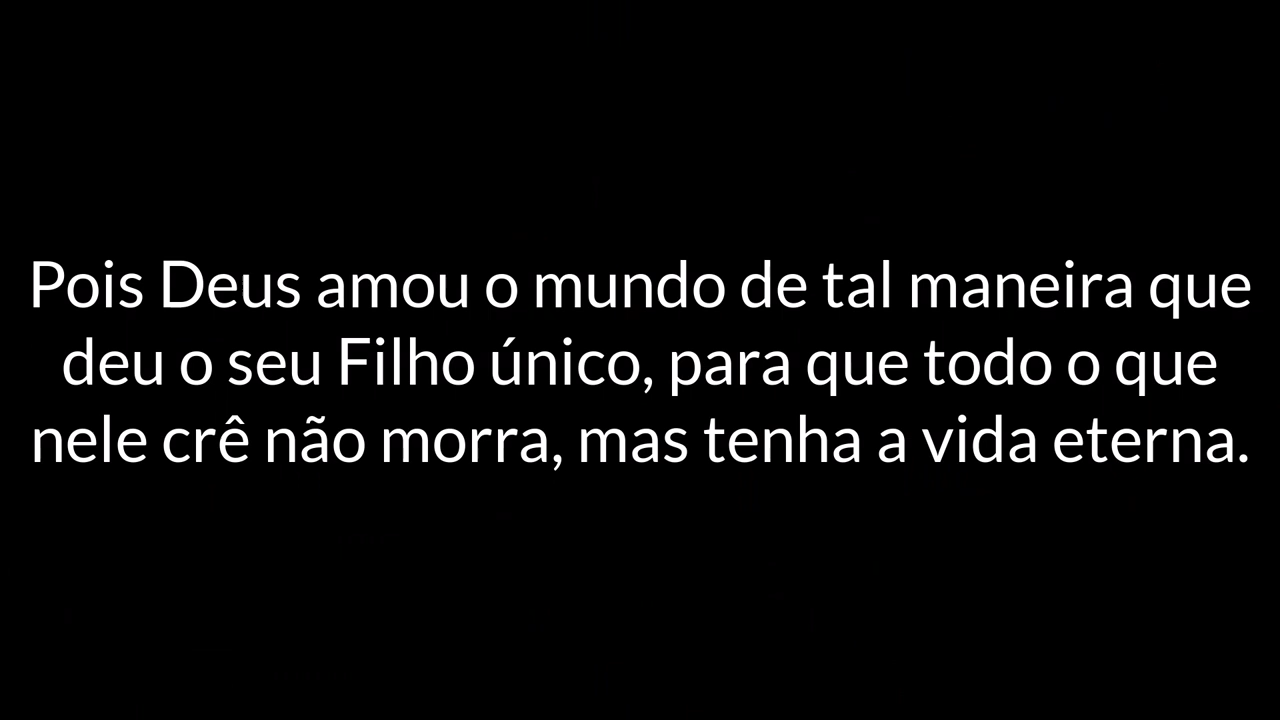 Pois Deus amou o mundo de tal maneira que
deu o seu Filho único, para que todo o que
nele crê não morra, mas tenha a vida eterna.